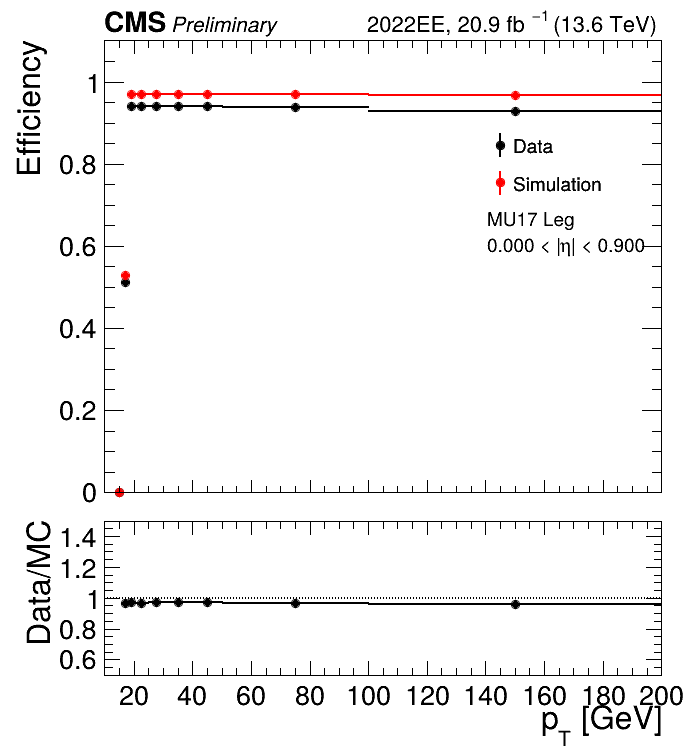 CMS Preliminary 2022EE, 20.9 fb⁻¹ (13.6 TeV)
Efficiency
1
0.8
0.6
0.4
0.2
0
Data
Simulation
MU17 Leg
0.000 < |η| < 0.900
Data/MC
1.4
1.2
1
0.8
0.6
20 40 60 80 100 120 140 160 180 200
p_T [GeV]